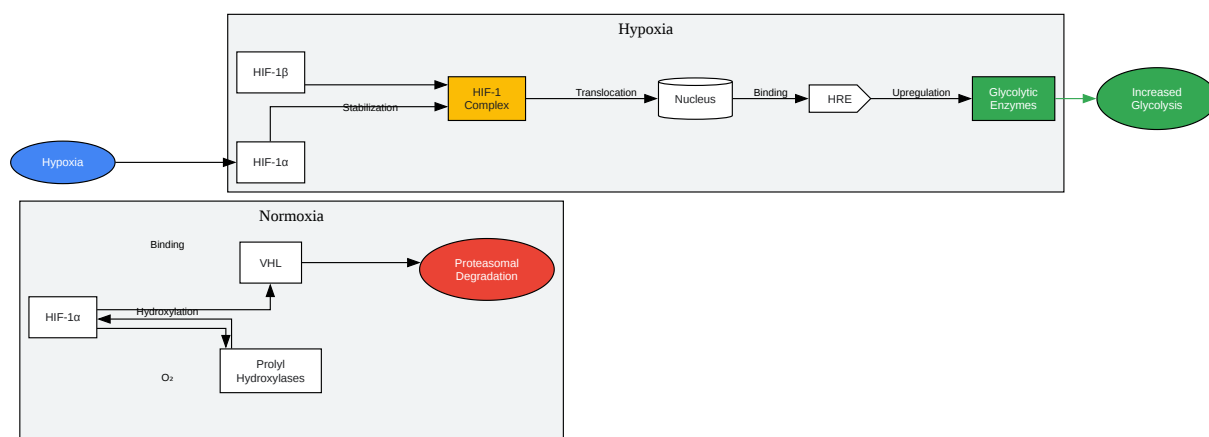 Hypoxia
HIF-1β
HIF-1
Complex
Translocation
Nucleus
Binding
HRE
Upregulation
Glycolytic
Enzymes
Increased
Glycolysis
Stabilization
Hypoxia
HIF-1α
Normoxia
Binding
VHL
Proteasomal
Degradation
HIF-1α
Hydroxylation
Prolyl
Hydroxylases
O₂